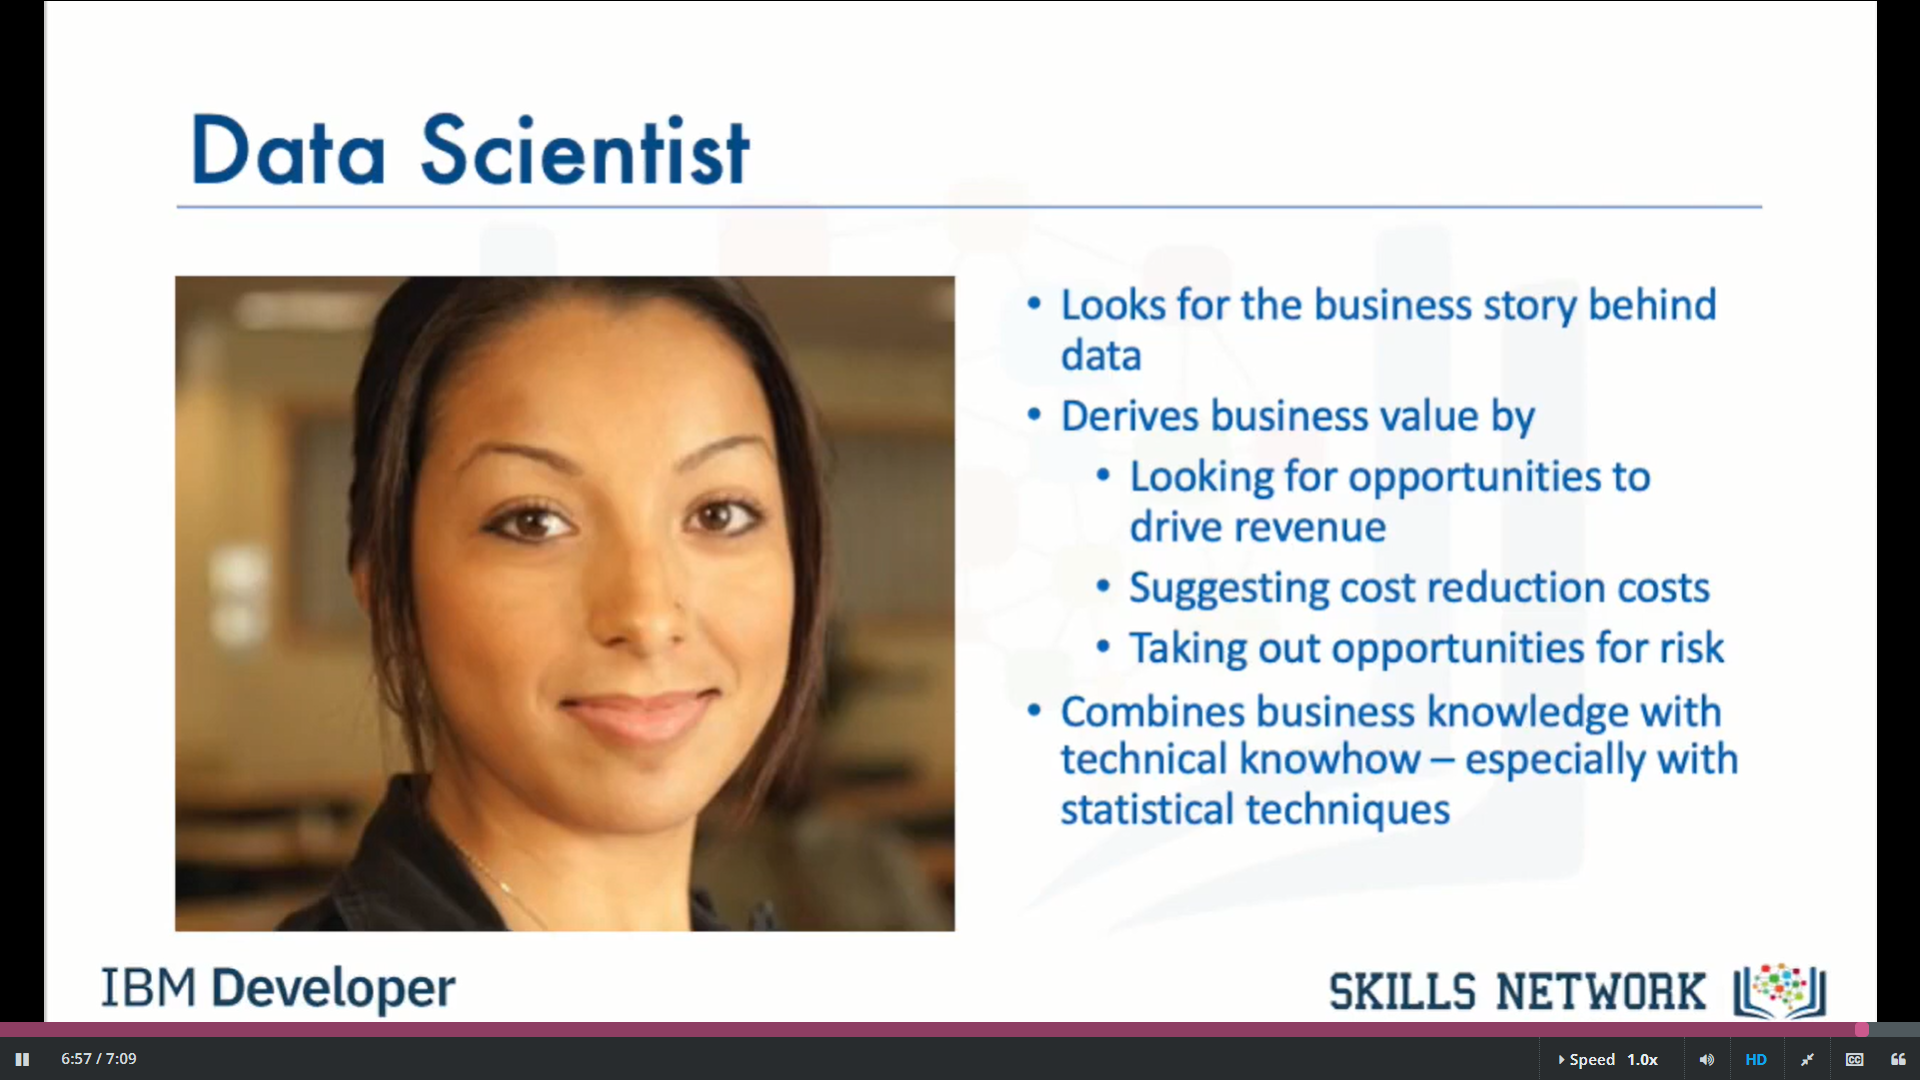 Data Scientist
• Looks for the business story behind
data
• Derives business value by
• Looking for opportunities to
drive revenue
• Suggesting cost reduction costs
• Taking out opportunities for risk
• Combines business knowledge with
technical knowhow – especially with
statistical techniques
IBM Developer
SKILLS NETWORK
6:57 / 7:09
Speed 1.0x
HD
CC